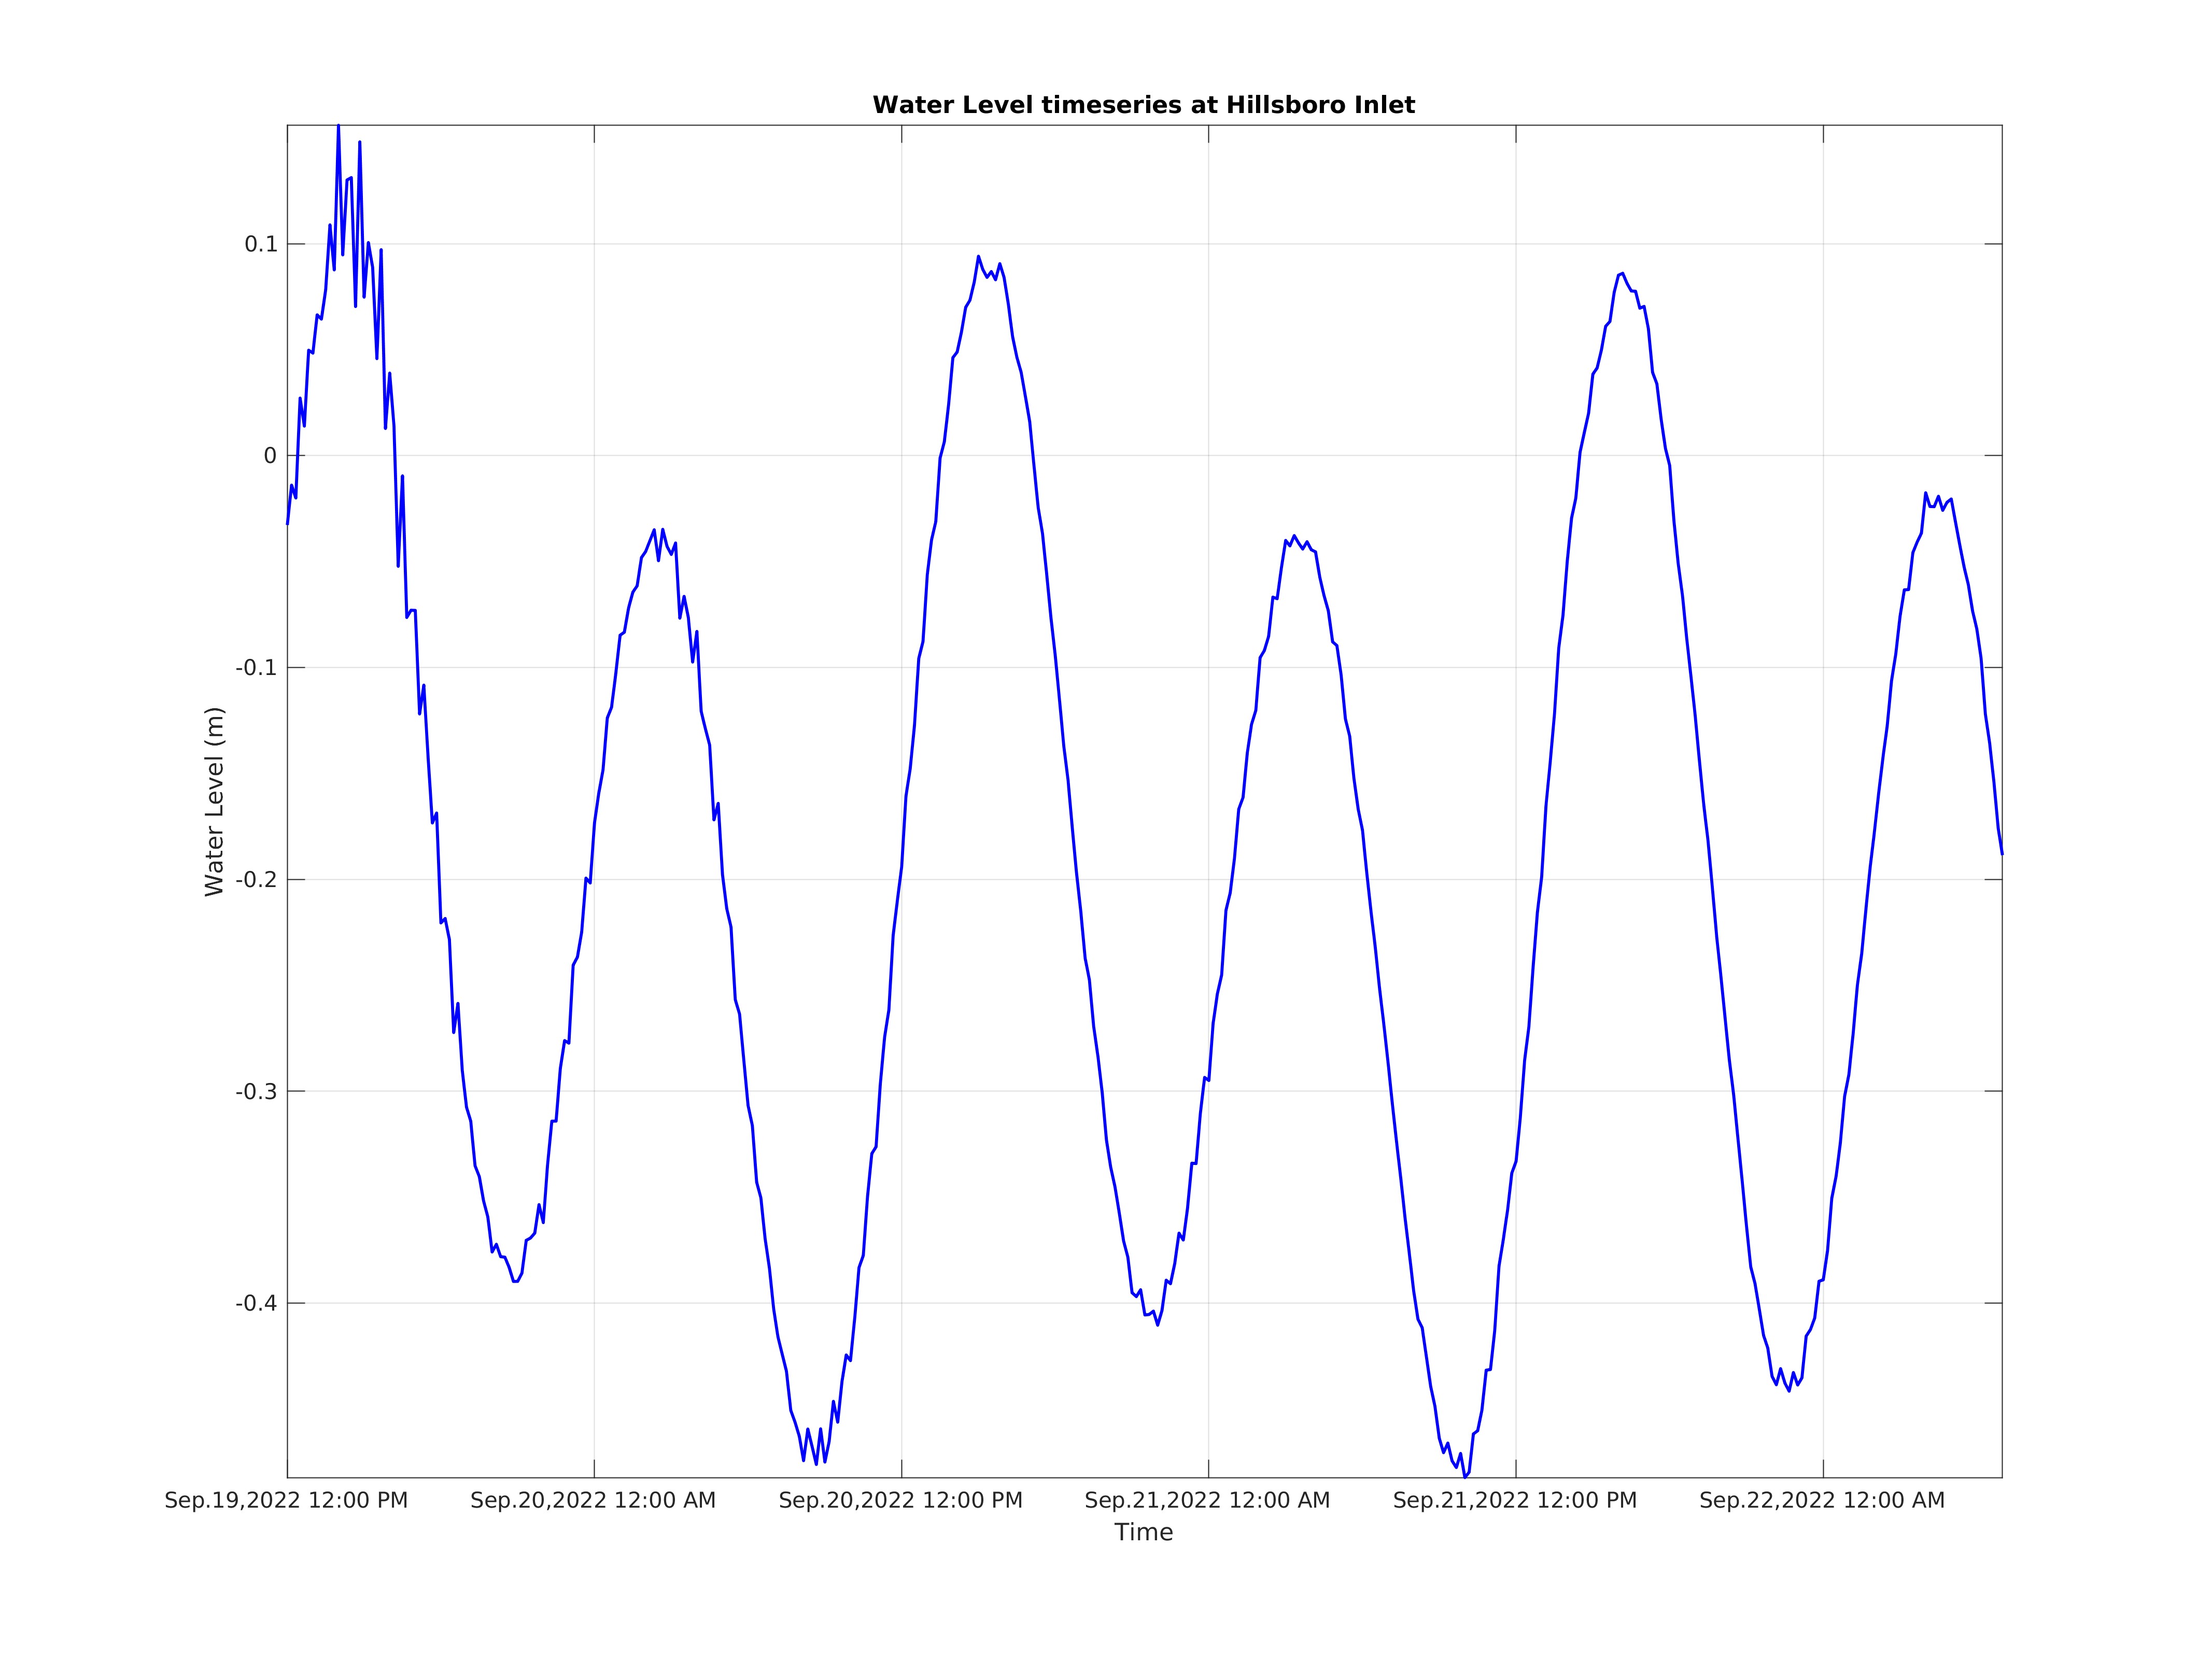 Water Level timeseries at Hillsboro Inlet
0.1
0
-0.1
-0.2
-0.3
-0.4
Water Level (m)
Sep.19,2022 12:00 PM
Sep.20,2022 12:00 AM
Sep.20,2022 12:00 PM
Sep.21,2022 12:00 AM
Sep.21,2022 12:00 PM
Sep.22,2022 12:00 AM
Time